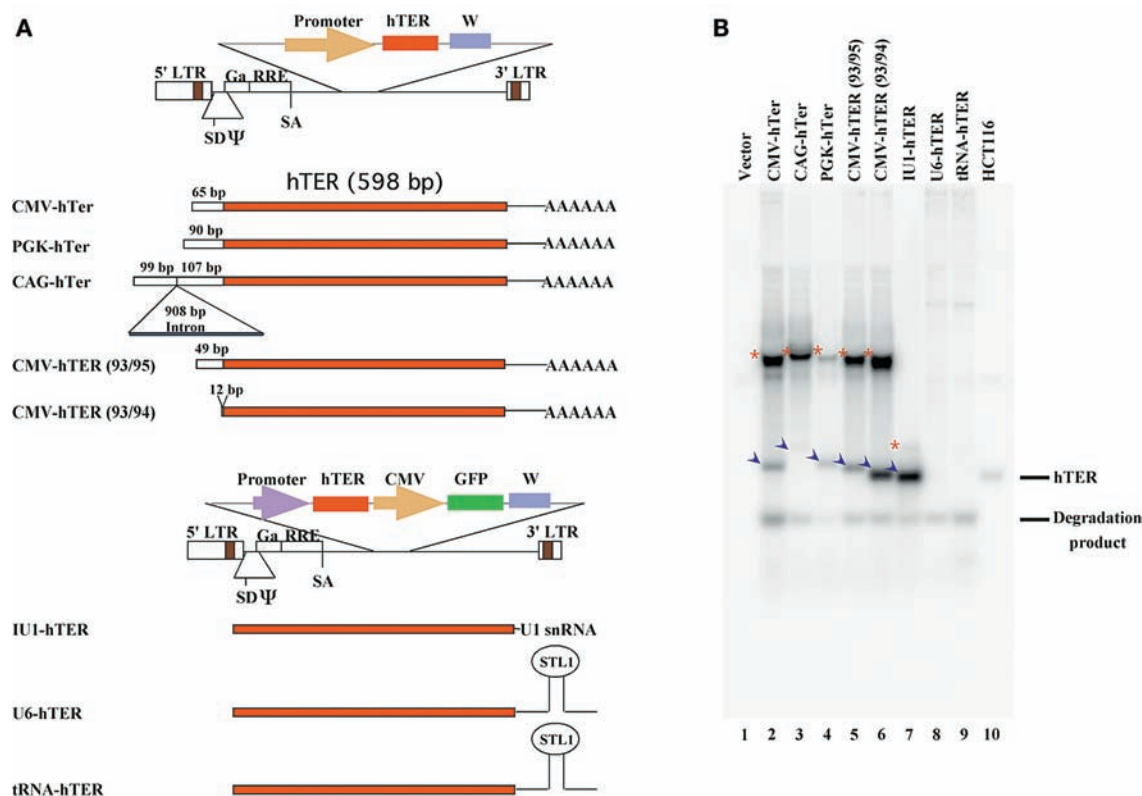 A
Promoter hTER W
5' LTR Ga RRE 3' LTR
SA
SD Ψ
hTER (598 bp)
65 bp
CMV-hTer AAAAAA
90 bp
PGK-hTer AAAAAA
99 bp 107 bp
CAG-hTer AAAAAA
908 bp
Intron
49 bp
CMV-hTER (93/95) AAAAAA
12 bp
CMV-hTER (93/94) AAAAAA
Promoter hTER CMV GFP W
5' LTR Ga RRE 3' LTR
SA
SD Ψ
IU1-hTER U1 snRNA
STL1
U6-hTER
STL1
tRNA-hTER
B
Vector
CMV-hTer
CAG-hTer
PGK-hTer
CMV-hTER (93/95)
CMV-hTER (93/94)
IU1-hTER
U6-hTER
tRNA-hTER
HCT116
* * * * *
*
hTER
Degradation
product
1 2 3 4 5 6 7 8 9 10